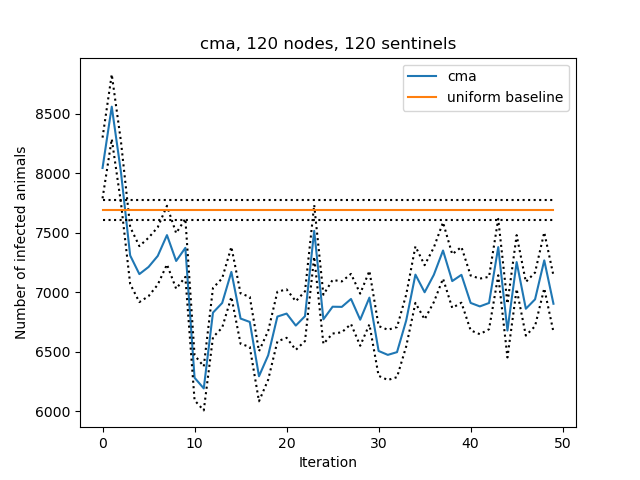 cma, 120 nodes, 120 sentinels
cma
uniform baseline
Number of infected animals
8500
8000
7500
7000
6500
6000
0 10 20 30 40 50
Iteration